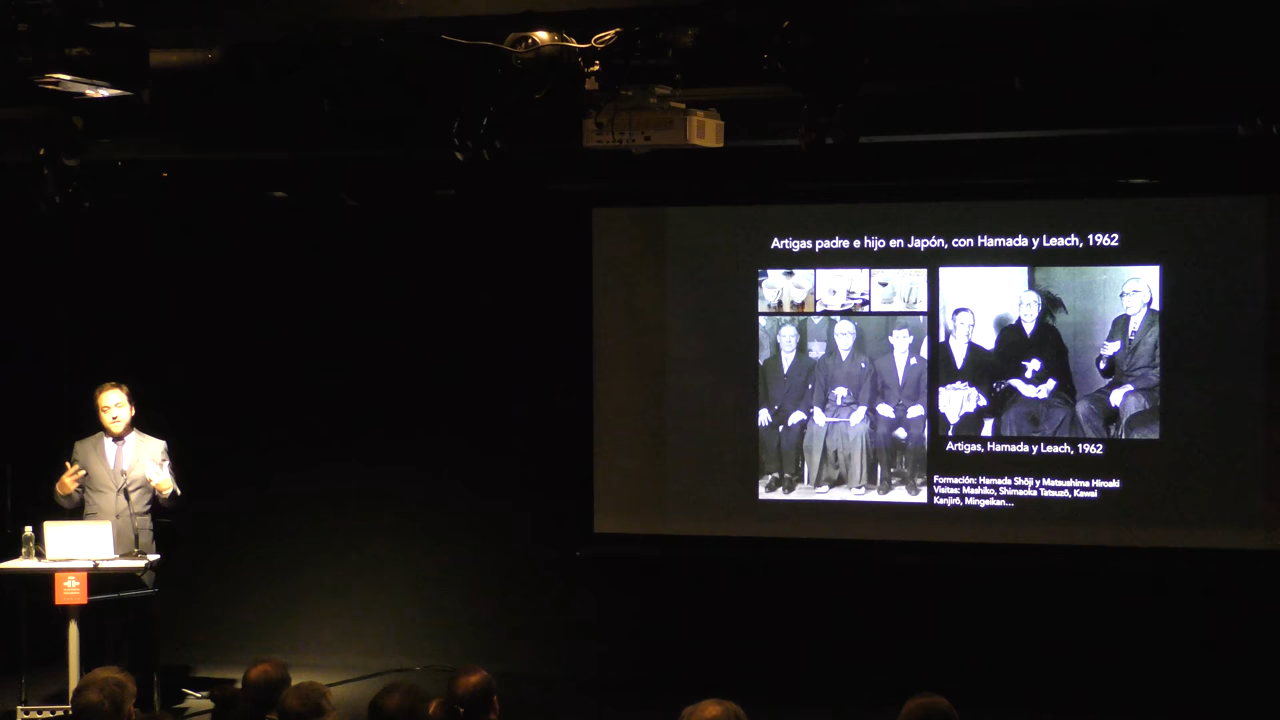 Artigas padre e hijo en Japón, con Hamada y Leach, 1962
Artigas, Hamada y Leach, 1962
Formación: Hamada Shōji y Matsushima Hiroaki
Visitas: Mashiko, Shimaoka Tatsuzō, Kawai
Kanjirō, Mingeikan...